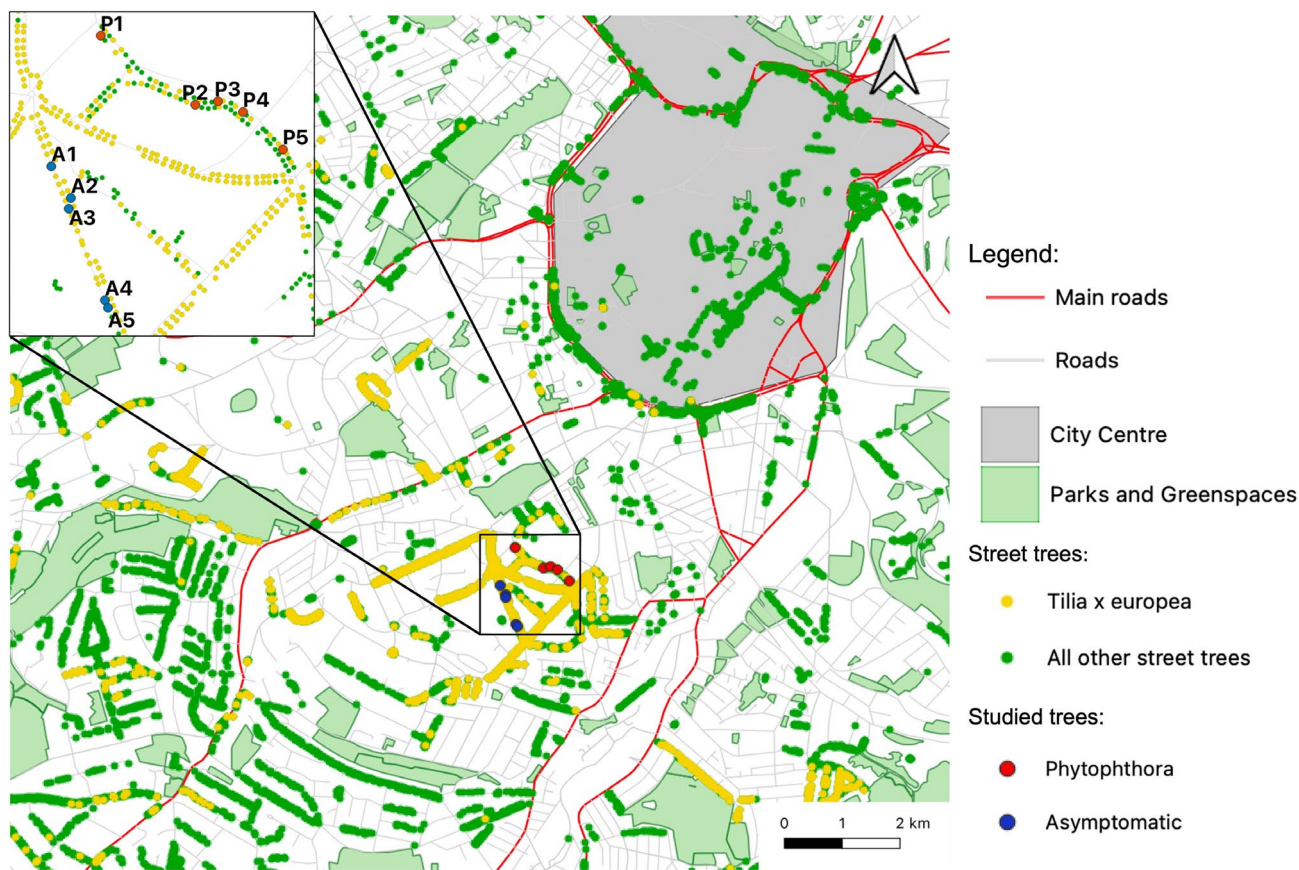 P1
P2
P3
P4
P5
A1
A2
A3
A4
A5
Legend:
Main roads
Roads
City Centre
Parks and Greenspaces
Street trees:
Tilia x europea
All other street trees
Studied trees:
Phytophthora
Asymptomatic
0 1 2 km